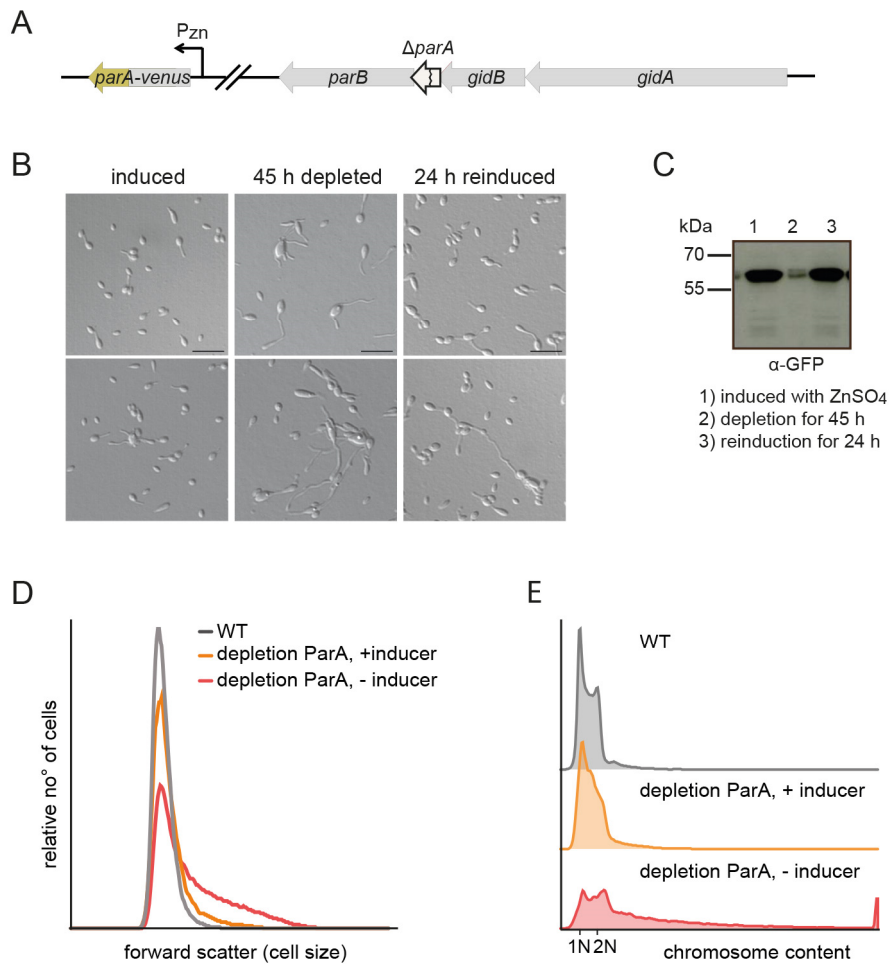 A
Pzn
ΔparA
parA-venus
parB
gidB
gidA
B
induced
45 h depleted
24 h reinduced
C
kDa
1
2
3
70
55
α-GFP
1) induced with ZnSO4
2) depletion for 45 h
3) reinduction for 24 h
D
WT
depletion ParA, +inducer
depletion ParA, - inducer
relative no° of cells
forward scatter (cell size)
E
WT
depletion ParA, + inducer
depletion ParA, - inducer
1N 2N
chromosome content